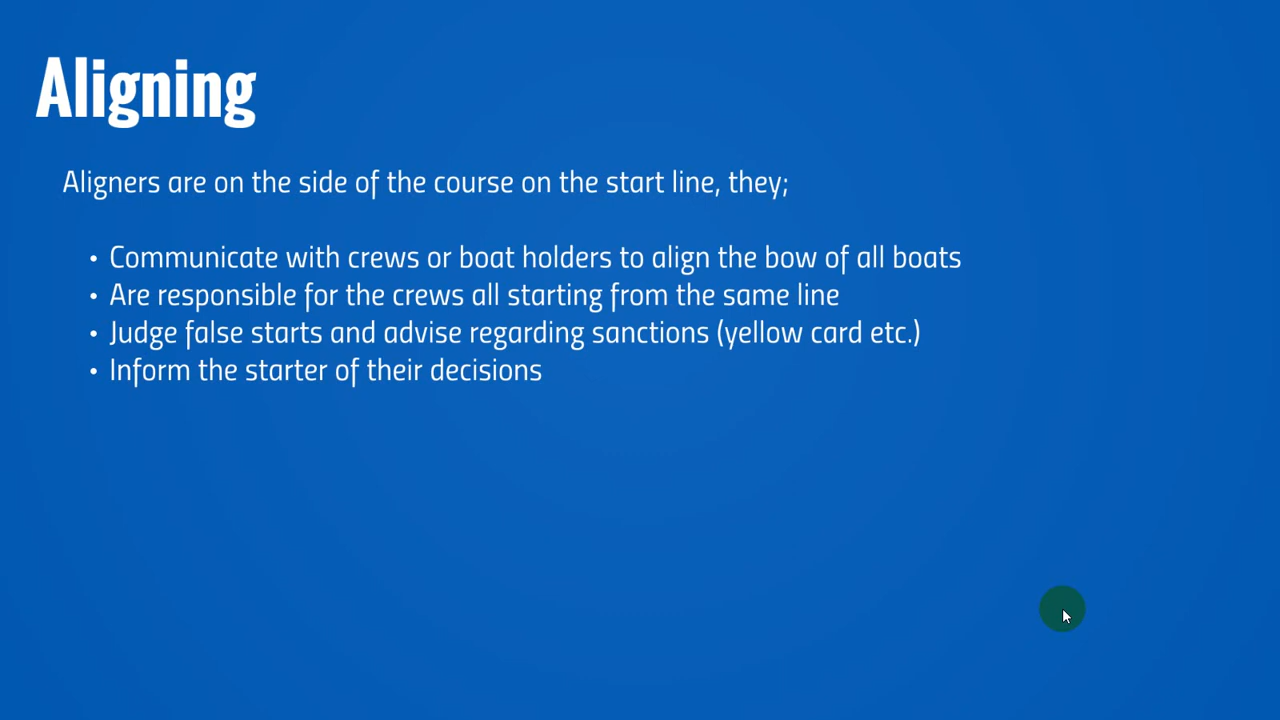 Aligning
Aligners are on the side of the course on the start line, they;
• Communicate with crews or boat holders to align the bow of all boats
• Are responsible for the crews all starting from the same line
• Judge false starts and advise regarding sanctions (yellow card etc.)
• Inform the starter of their decisions